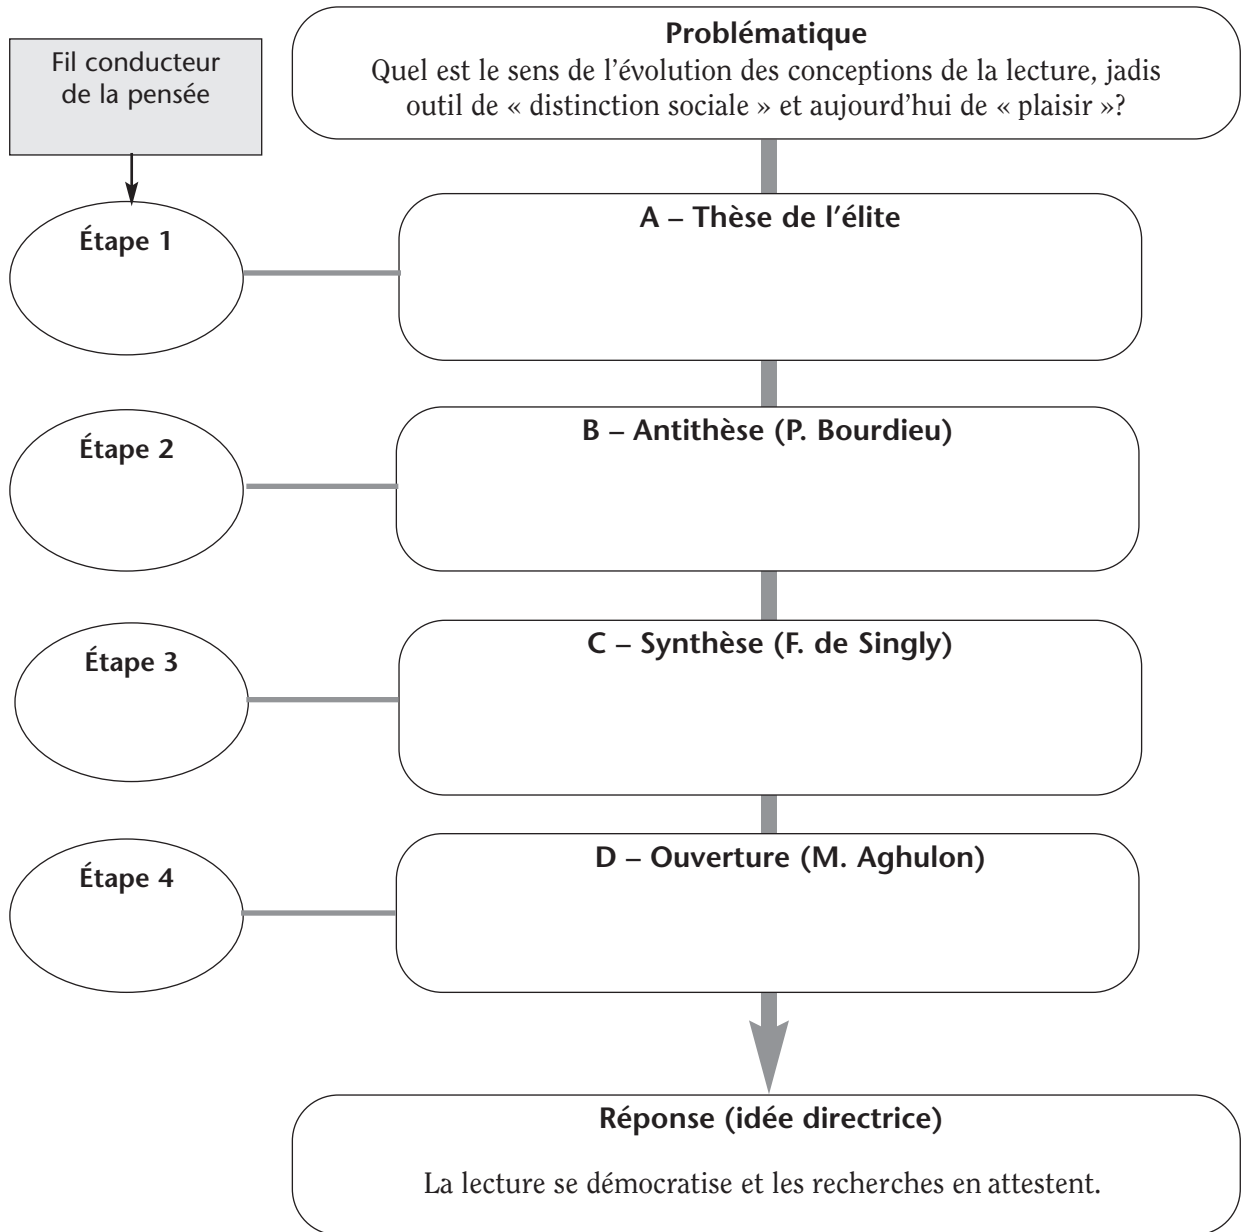 Fil conducteur
de la pensée
Problématique
Quel est le sens de l’évolution des conceptions de la lecture, jadis
outil de « distinction sociale » et aujourd’hui de « plaisir »?
Étape 1
A – Thèse de l’élite
Étape 2
B – Antithèse (P. Bourdieu)
Étape 3
C – Synthèse (F. de Singly)
Étape 4
D – Ouverture (M. Aghulon)
Réponse (idée directrice)
La lecture se démocratise et les recherches en attestent.